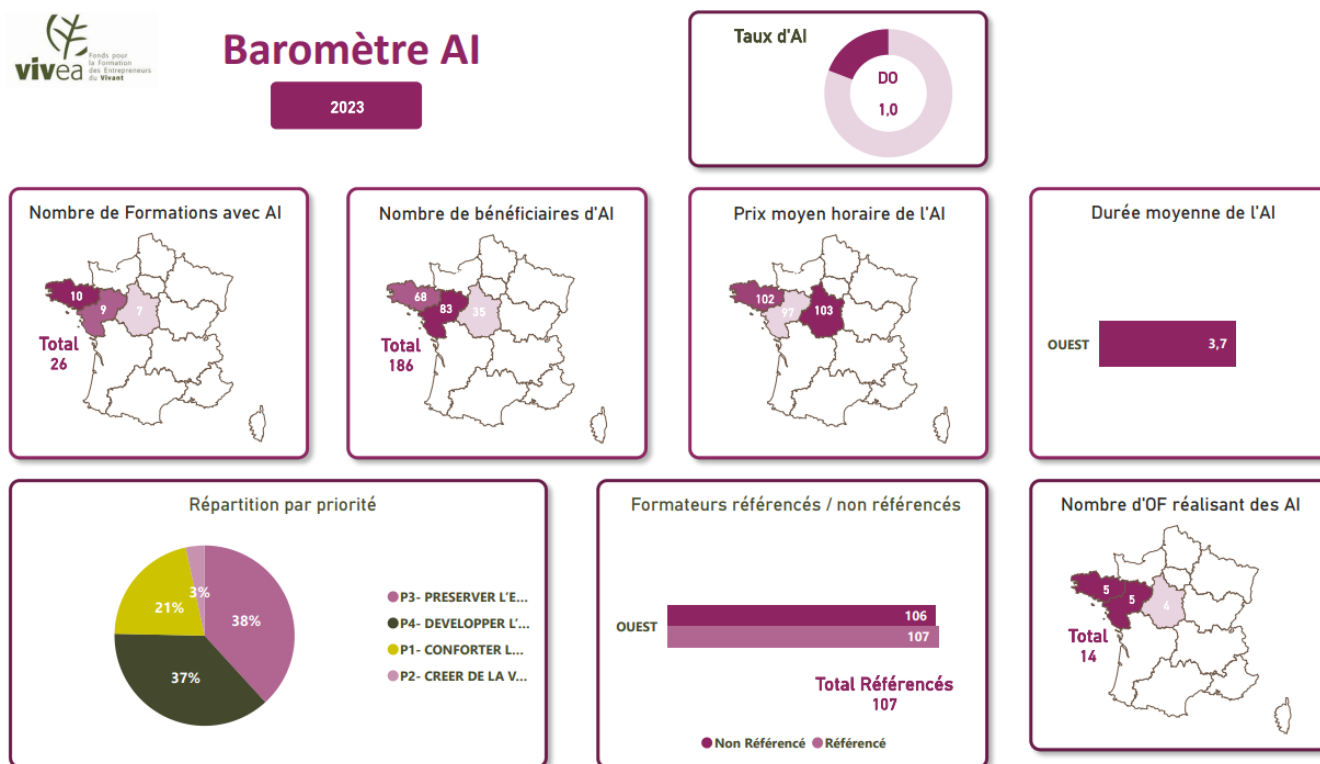 vivea
Fonds pour
la Formation
des Entrepreneurs
du Vivant
Baromètre AI
2023
Taux d'AI
DO
1,0
Nombre de Formations avec AI
10
9
7
Total
26
Nombre de bénéficiaires d'AI
68
83
35
Total
186
Prix moyen horaire de l'AI
102
97
103
Durée moyenne de l'AI
OUEST
3,7
Répartition par priorité
3%
21%
38%
37%
P3- PRESERVER L'E...
P4- DEVELOPPER L'...
P1- CONFORTER L...
P2- CREER DE LA V...
Formateurs référencés / non référencés
OUEST
106
107
Total Référencés
107
Non Référencé Référencé
Nombre d'OF réalisant des AI
5
5
4
Total
14